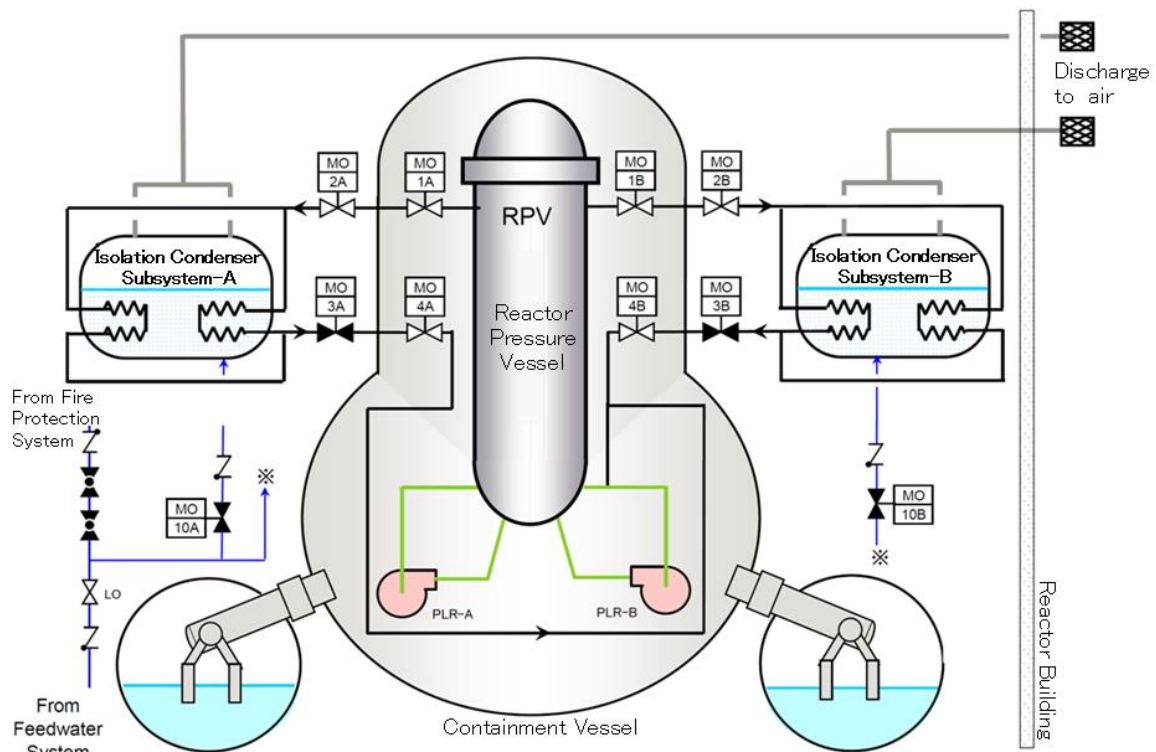 Discharge
to air
MO
2A
MO
1A
MO
1B
MO
2B
RPV
Isolation Condenser
Subsystem-A
Isolation Condenser
Subsystem-B
MO
3A
MO
4A
MO
4B
MO
3B
Reactor
Pressure
Vessel
From Fire
Protection
System
※
MO
10A
MO
10B
※
LO
PLR-A
PLR-B
Reactor Building
From
Feedwater
System
Containment Vessel